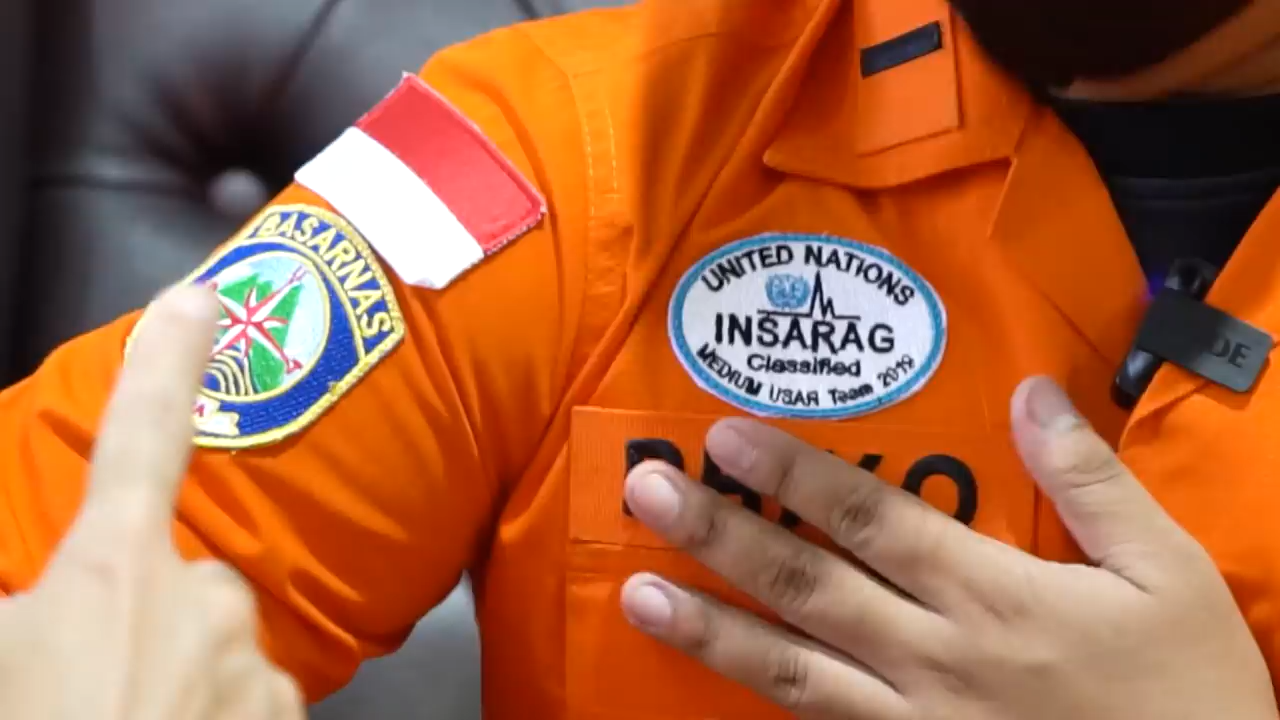 BASARNAS
UNITED NATIONS
INSARAG
Classified
MEDIUM USAR Team 2019